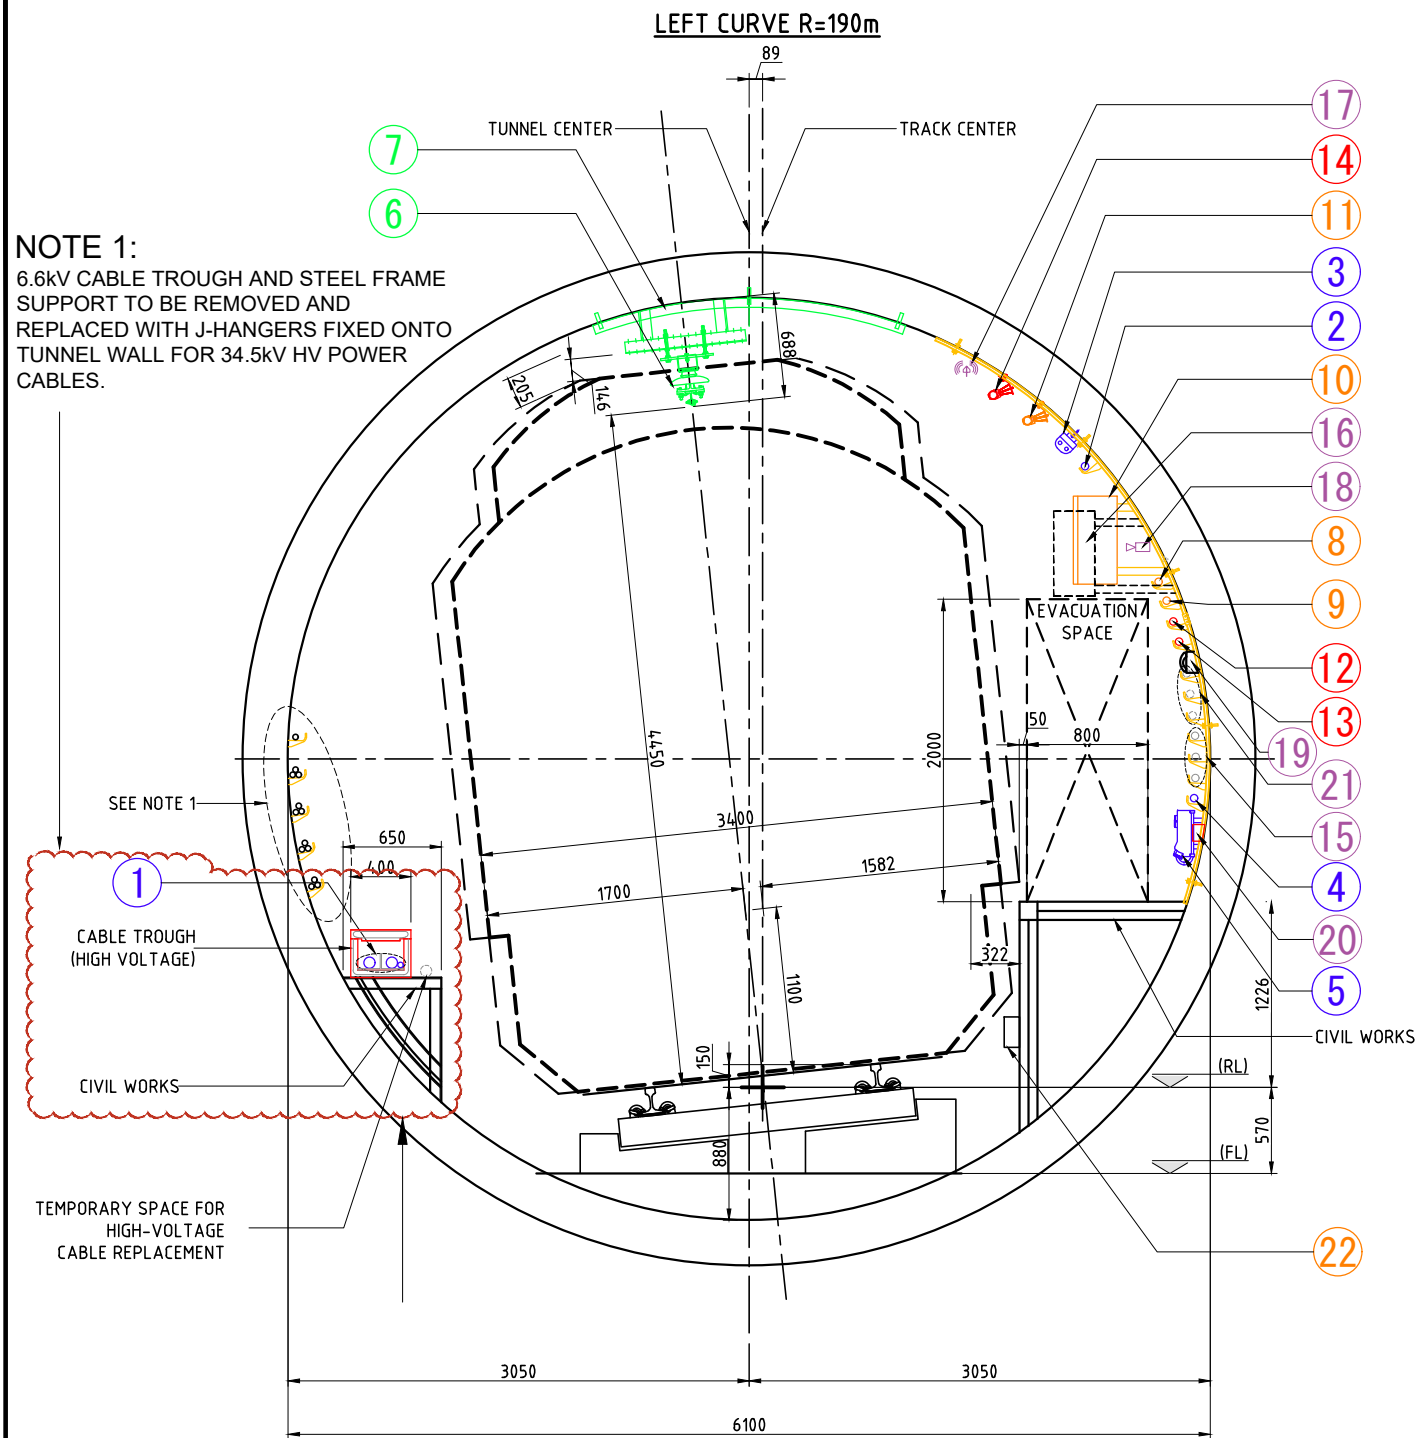 LEFT CURVE R=190m
89
TUNNEL CENTER
TRACK CENTER
17
14
11
3
2
10
16
18
8
9
12
13
19
21
15
4
20
5
22
7
6
NOTE 1:
6.6kV CABLE TROUGH AND STEEL FRAME
SUPPORT TO BE REMOVED AND
REPLACED WITH J-HANGERS FIXED ONTO
TUNNEL WALL FOR 34.5kV HV POWER
CABLES.
688
205
146
EVACUATION
SPACE
50
800
2000
4450
3400
1582
1700
SEE NOTE 1
650
400
1
CABLE TROUGH
(HIGH VOLTAGE)
CIVIL WORKS
322
1100
150
880
1226
CIVIL WORKS
(RL)
570
(FL)
TEMPORARY SPACE FOR
HIGH-VOLTAGE
CABLE REPLACEMENT
3050
3050
6100